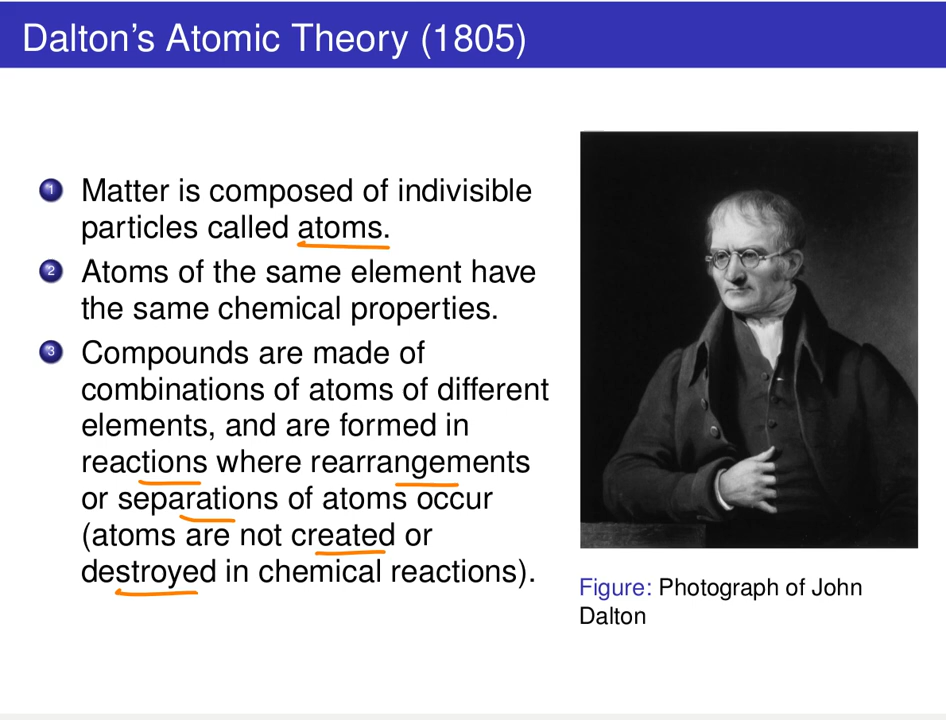 Dalton's Atomic Theory (1805)
1 Matter is composed of indivisible
particles called atoms.
2 Atoms of the same element have
the same chemical properties.
3 Compounds are made of
combinations of atoms of different
elements, and are formed in
reactions where rearrangements
or separations of atoms occur
(atoms are not created or
destroyed in chemical reactions).
Figure: Photograph of John
Dalton